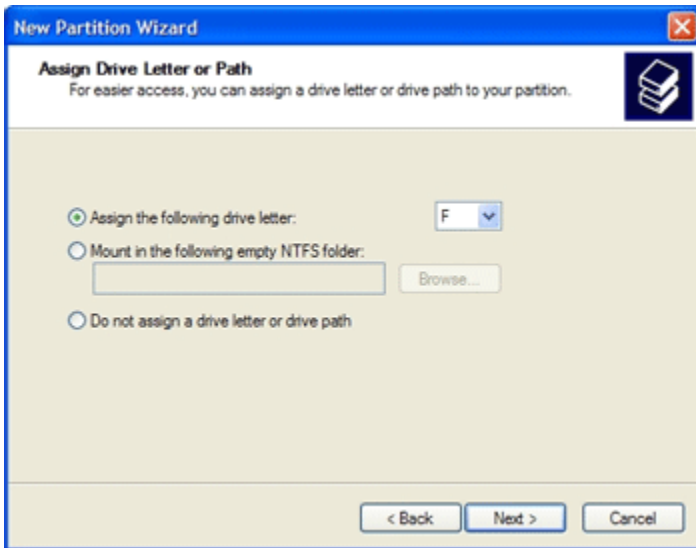 New Partition Wizard
Assign Drive Letter or Path
For easier access, you can assign a drive letter or drive path to your partition.
Assign the following drive letter: F
Mount in the following empty NTFS folder:
Browse...
Do not assign a drive letter or drive path
< Back Next > Cancel